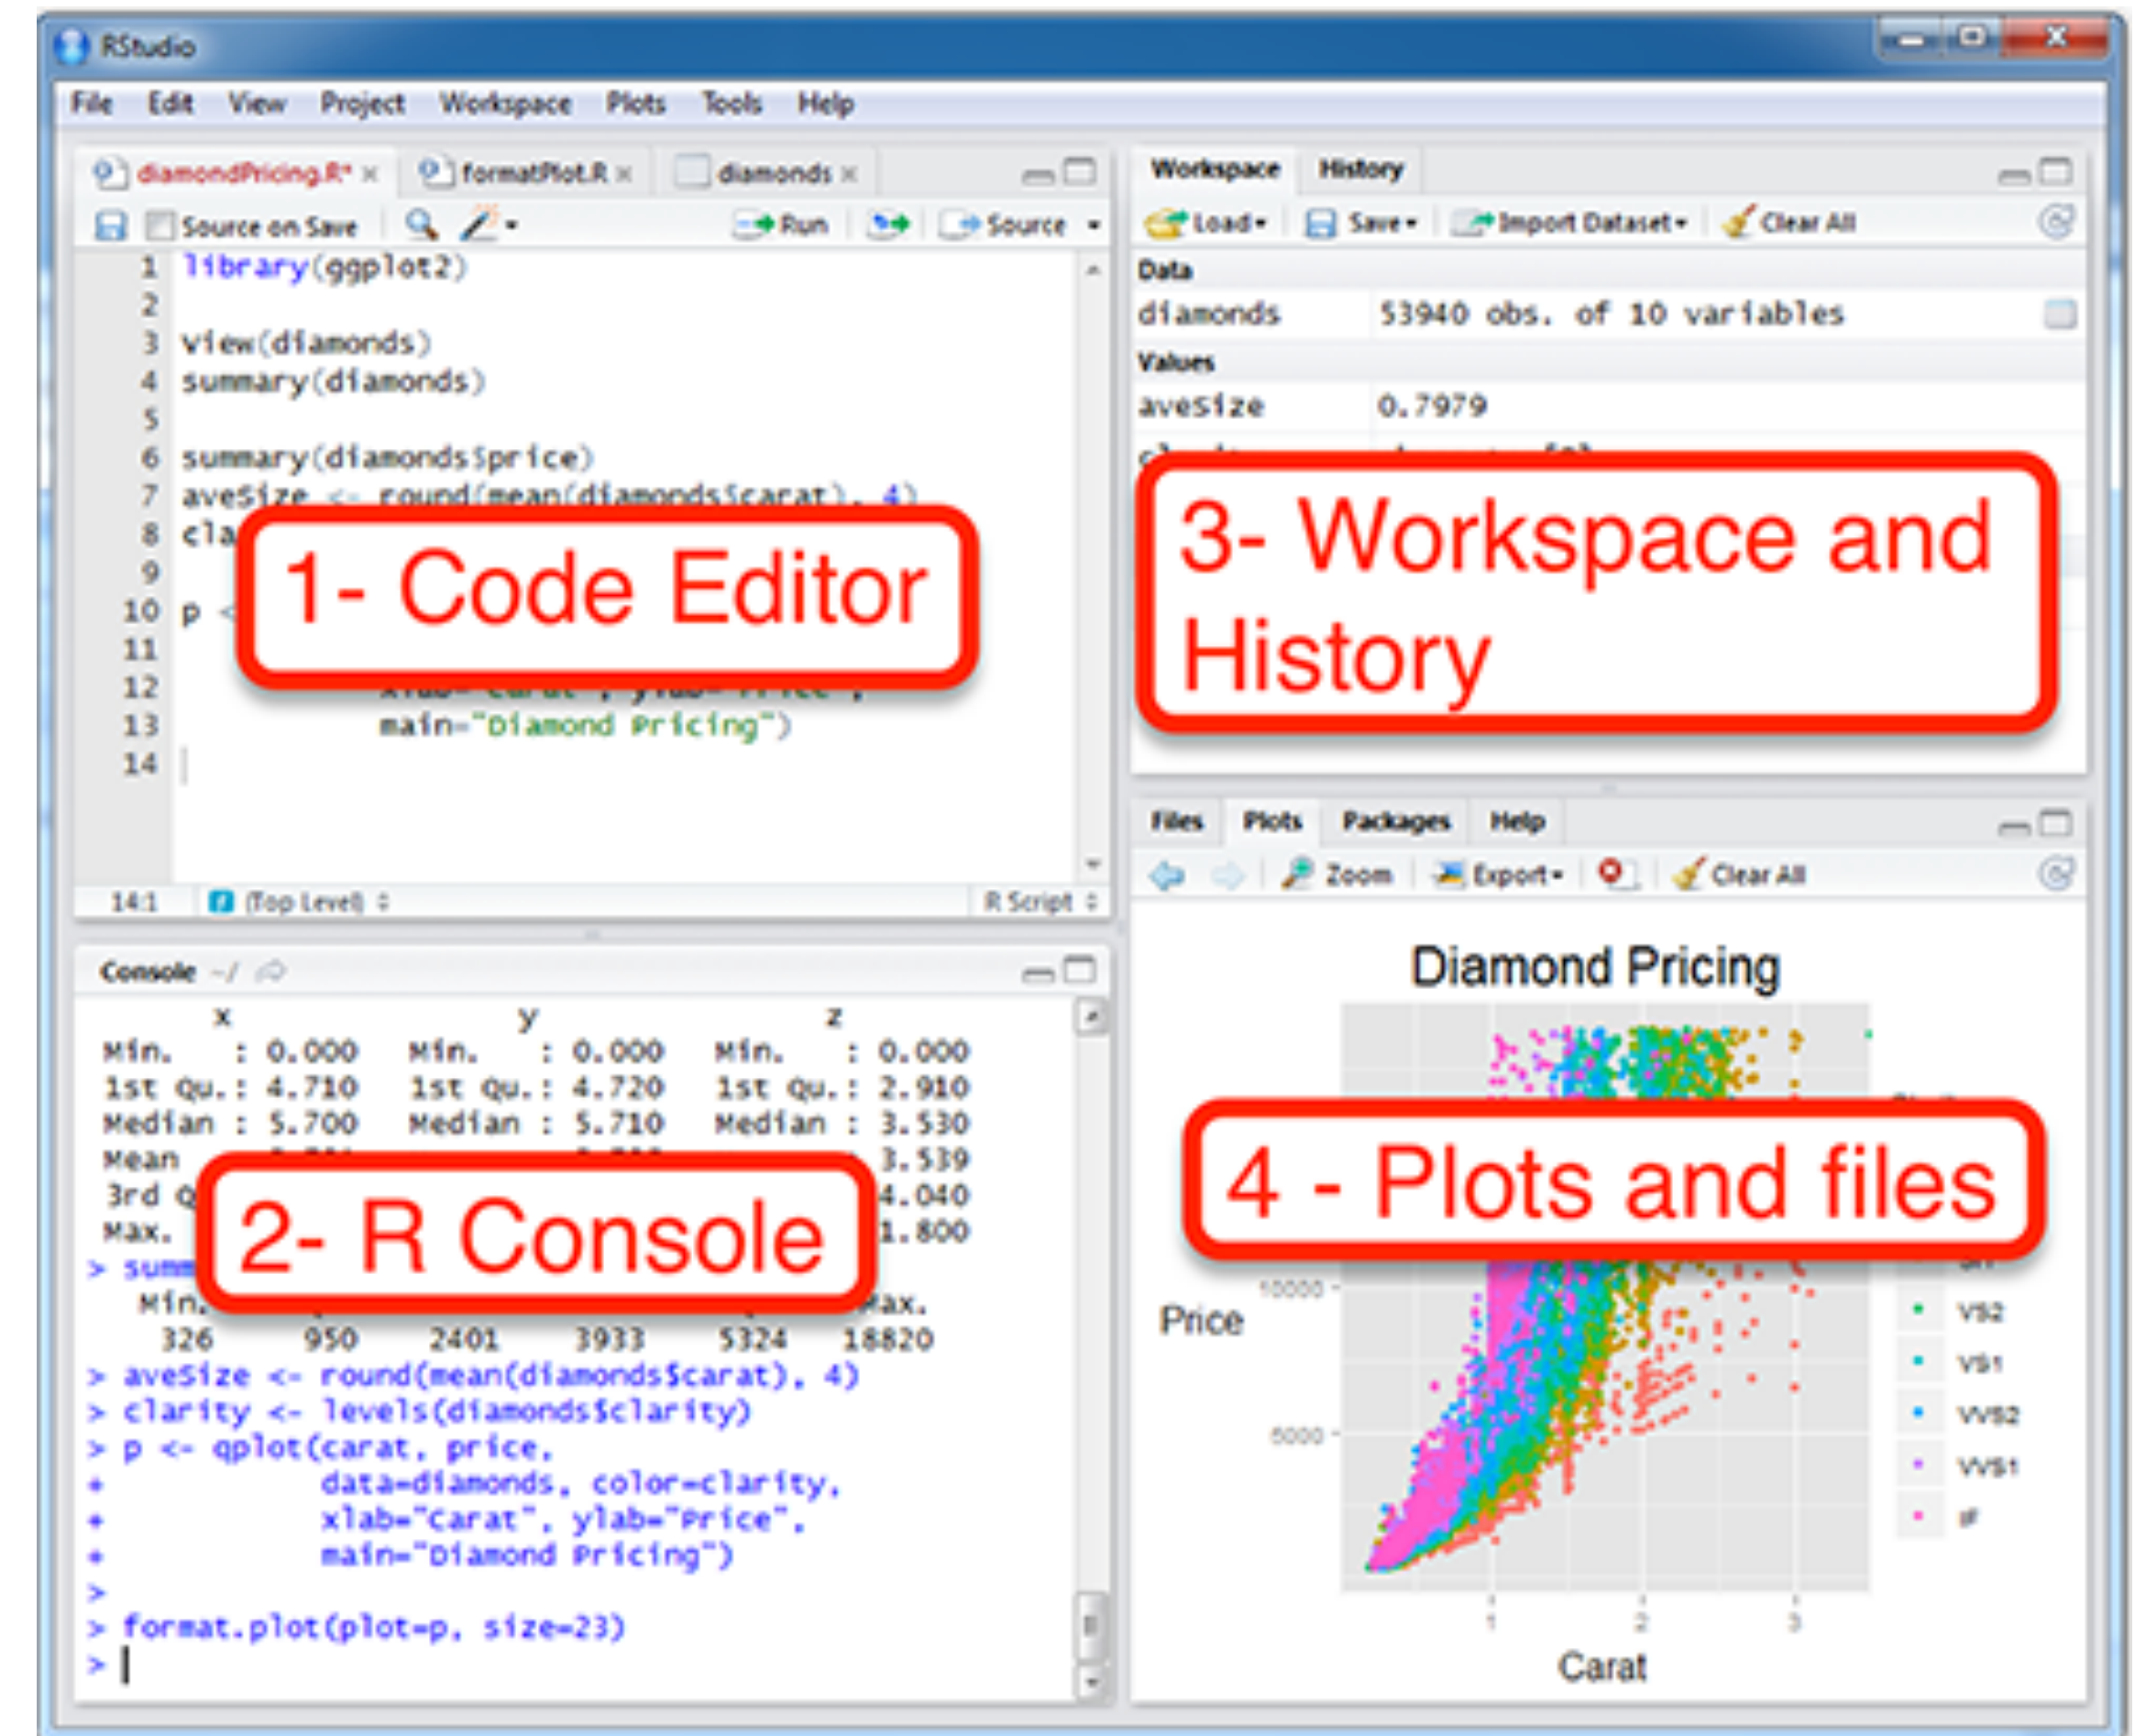 RStudio
File Edit View Project Workspace Plots Tools Help
diamondPricing.R* formatPlot.R diamonds
Source on Save Run Source
1 library(ggplot2)
2
3 View(diamonds)
4 summary(diamonds)
5
6 summary(diamonds$price)
7 aveSize <- round(mean(diamonds$carat), 4)
8 cla
9
10 p <
11
12 xlab="Carat", ylab="Price",
13 main="Diamond Pricing")
14
1- Code Editor
14:1 (Top Level) R Script
Console ~/
x y z
Min. : 0.000 Min. : 0.000 Min. : 0.000
1st Qu.: 4.710 1st Qu.: 4.720 1st Qu.: 2.910
Median : 5.700 Median : 5.710 Median : 3.530
Mean 3.539
3rd Q 4.040
Max. 1.800
> summ
Min. Max.
326 950 2401 3933 5324 18820
> aveSize <- round(mean(diamonds$carat), 4)
> clarity <- levels(diamonds$clarity)
> p <- qplot(carat, price,
+ data=diamonds, color=clarity,
+ xlab="Carat", ylab="Price",
+ main="Diamond Pricing")
>
> format.plot(plot=p, size=23)
>
2- R Console
Workspace History
Load Save Import Dataset Clear All
Data
diamonds 53940 obs. of 10 variables
Values
aveSize 0.7979
3- Workspace and
History
Files Plots Packages Help
Zoom Export Clear All
Diamond Pricing
4 - Plots and files
10000
Price
5000
VS2
VS1
VVS2
VVS1
IF
1 2 3
Carat